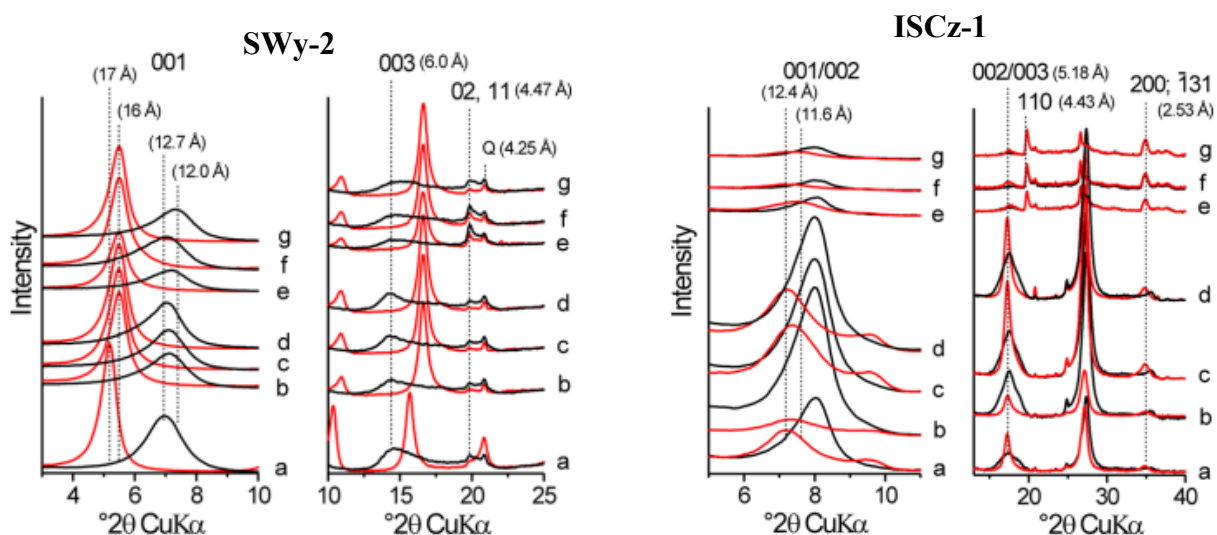 SWy-2
001
(17 Å)
(16 Å)
(12.7 Å)
(12.0 Å)
Intensity
g
f
e
d
c
b
a
4 6 8 10
°2θ CuKα
003 (6.0 Å)
02, 11 (4.47 Å)
Q (4.25 Å)
g
f
e
d
c
b
a
10 15 20 25
°2θ CuKα
ISCz-1
001/002
(12.4 Å)
(11.6 Å)
Intensity
g
f
e
d
c
b
a
6 8 10
°2θ CuKα
002/003 (5.18 Å)
110 (4.43 Å)
200; 1̄31
(2.53 Å)
g
f
e
d
c
b
a
20 30 40
°2θ CuKα